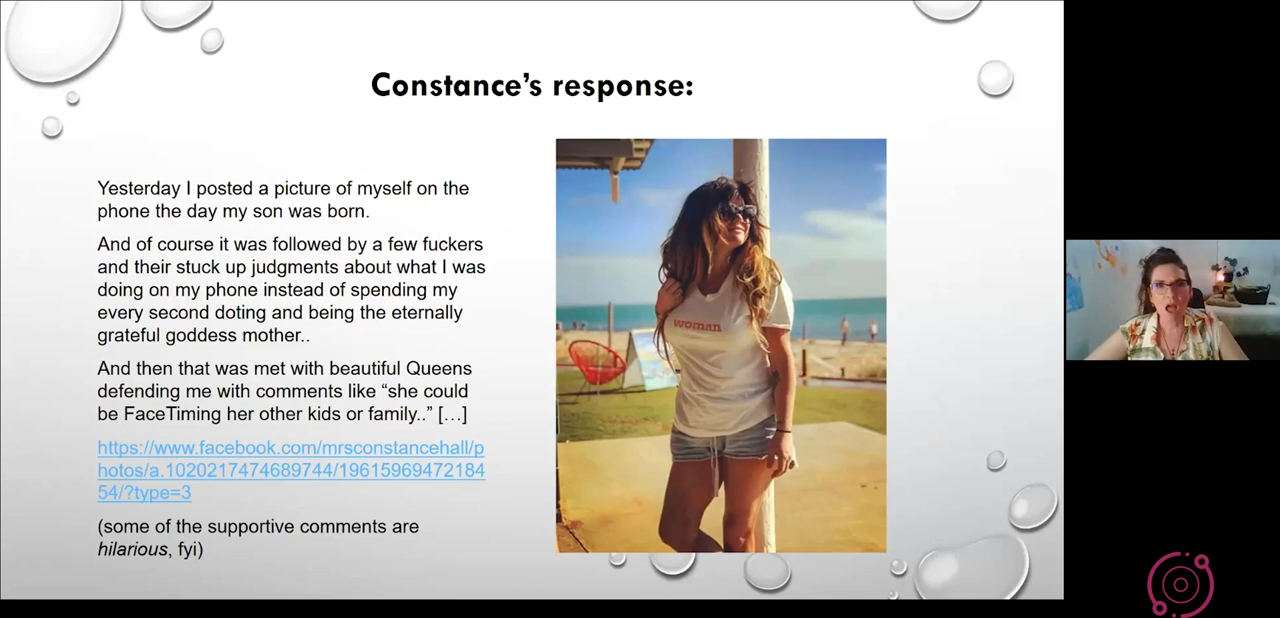 Constance’s response:
Yesterday I posted a picture of myself on the
phone the day my son was born.
And of course it was followed by a few fuckers
and their stuck up judgments about what I was
doing on my phone instead of spending my
every second doting and being the eternally
grateful goddess mother..
And then that was met with beautiful Queens
defending me with comments like “she could
be FaceTiming her other kids or family..” […]
https://www.facebook.com/mrsconstancehall/p
hotos/a.1020217474689744/19615969472184
54/?type=3
(some of the supportive comments are
hilarious, fyi)
woman